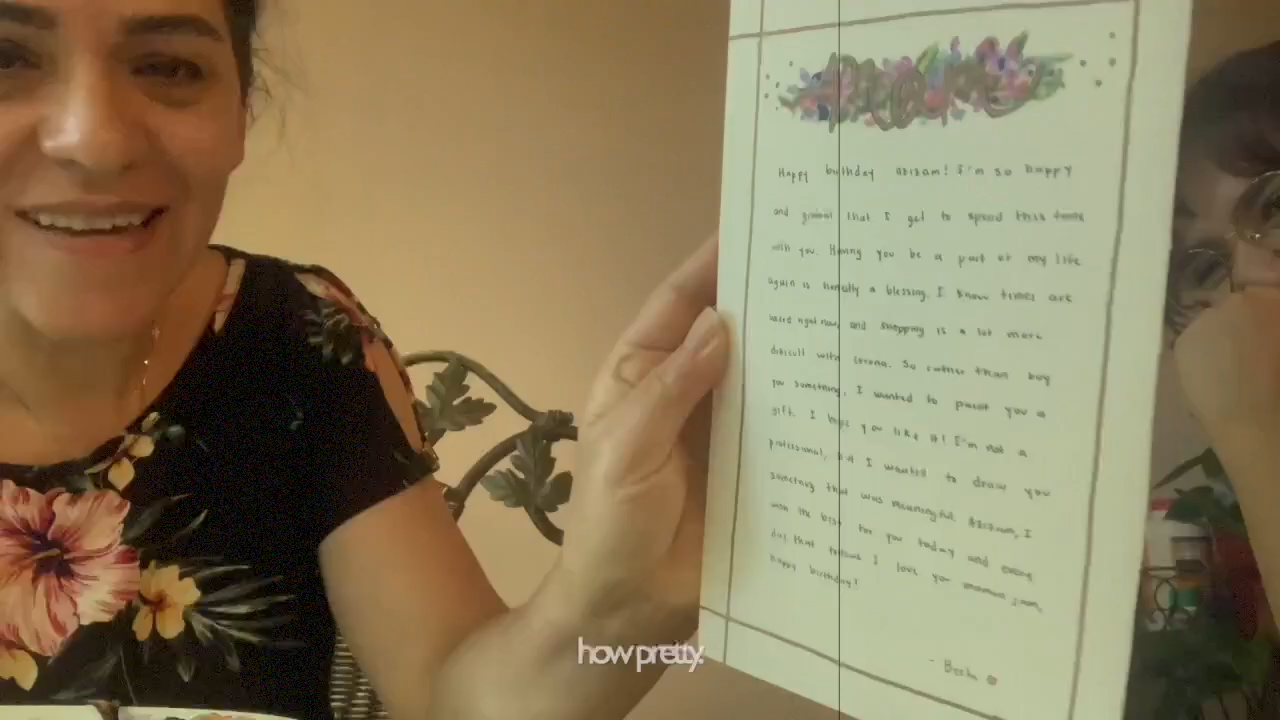 mom
Happy birthday azizam! I'm so happy
and grateful that I get to spend this time
with you. Having you be a part of my life
again is honestly a blessing. I know times are
weird right now, and shopping is a lot more
difficult with corona. So rather than buy
you something, I wanted to paint you a
gift. I hope you like it! I'm not a
professional, but I wanted to draw you
something that was meaningful. Azizam, I
wish the best for you today and every
day that follows. I love you maman joon,
happy birthday!
how pretty.